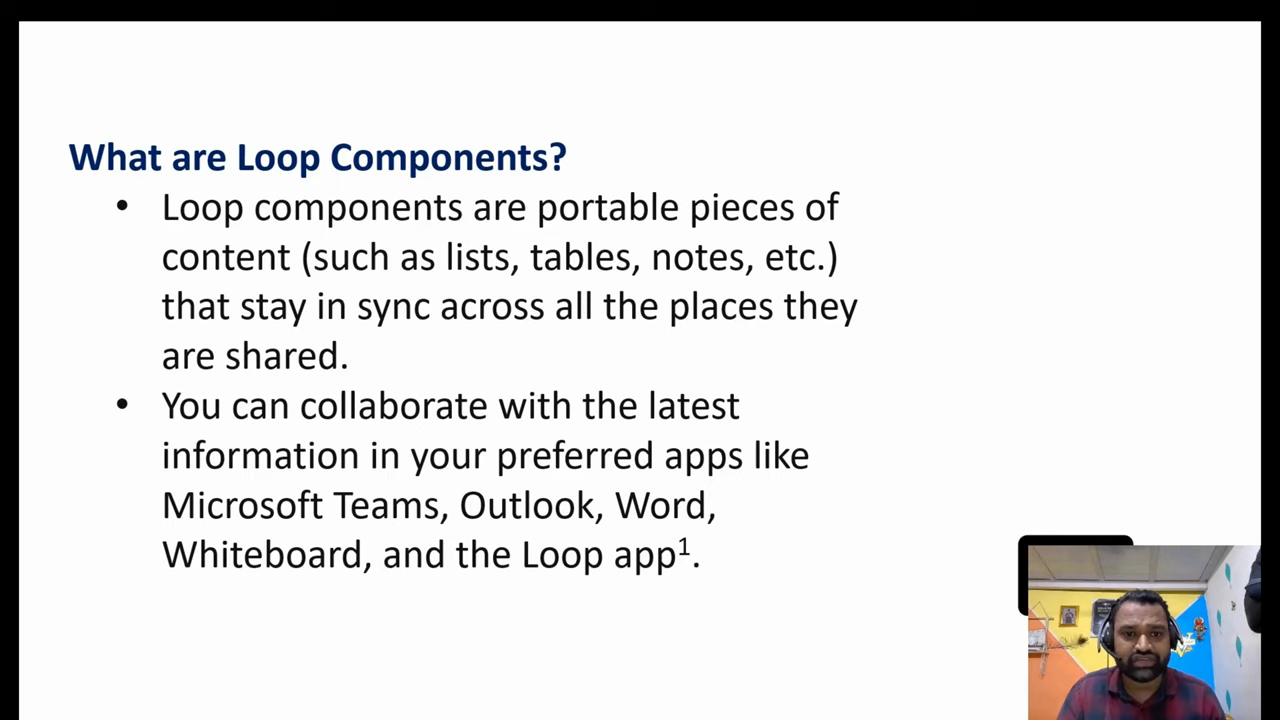 What are Loop Components?
• Loop components are portable pieces of
content (such as lists, tables, notes, etc.)
that stay in sync across all the places they
are shared.
• You can collaborate with the latest
information in your preferred apps like
Microsoft Teams, Outlook, Word,
Whiteboard, and the Loop app¹.